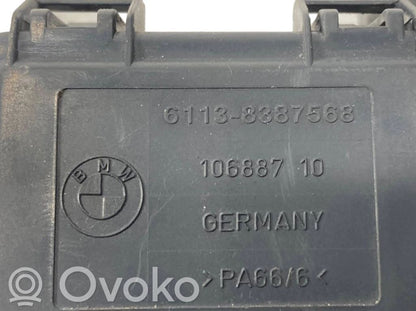 6113-8387568
BMW
106887 10
GERMANY
>PA66/6<
Ovoko